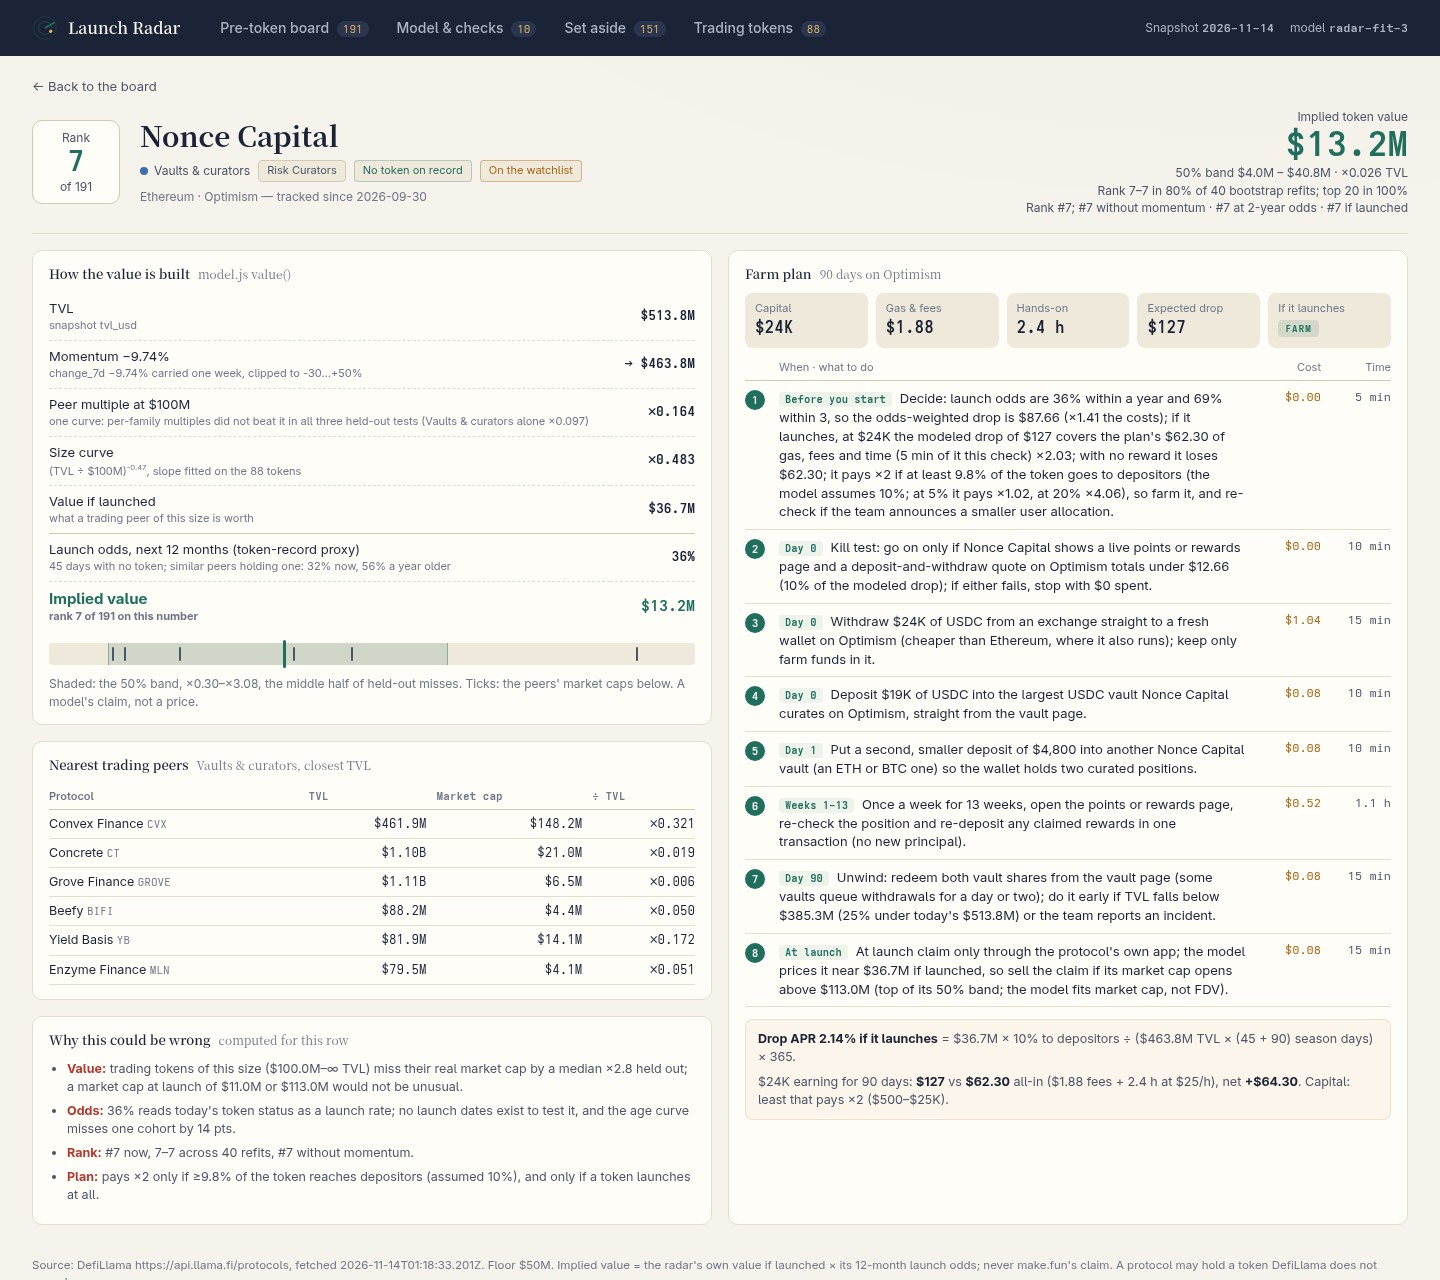 Launch Radar
Pre-token board 191
Model & checks 10
Set aside 151
Trading tokens 88
Snapshot 2026-11-14 model radar-fit-3
← Back to the board
Rank
7
of 191
Nonce Capital
Vaults & curators Risk Curators No token on record On the watchlist
Ethereum · Optimism — tracked since 2026-09-30
Implied token value
$13.2M
50% band $4.0M – $40.8M · ×0.026 TVL
Rank 7–7 in 80% of 40 bootstrap refits; top 20 in 100%
Rank #7; #7 without momentum · #7 at 2-year odds · #7 if launched
How the value is built model.js value()
TVL $513.8M
snapshot tvl_usd
Momentum −9.74% → $463.8M
change_7d −9.74% carried one week, clipped to -30…+50%
Peer multiple at $100M ×0.164
one curve: per-family multiples did not beat it in all three held-out tests (Vaults & curators alone ×0.097)
Size curve ×0.483
(TVL ÷ $100M)^-0.47, slope fitted on the 88 tokens
Value if launched $36.7M
what a trading peer of this size is worth
Launch odds, next 12 months (token-record proxy) 36%
45 days with no token; similar peers holding one: 32% now, 56% a year older
Implied value $13.2M
rank 7 of 191 on this number
Shaded: the 50% band, ×0.30–×3.08, the middle half of held-out misses. Ticks: the peers' market caps below. A
model's claim, not a price.
Nearest trading peers Vaults & curators, closest TVL
Protocol TVL Market cap ÷ TVL
Convex Finance CVX $461.9M $148.2M ×0.321
Concrete CT $1.10B $21.0M ×0.019
Grove Finance GROVE $1.11B $6.5M ×0.006
Beefy BIFI $88.2M $4.4M ×0.050
Yield Basis YB $81.9M $14.1M ×0.172
Enzyme Finance MLN $79.5M $4.1M ×0.051
Why this could be wrong computed for this row
• Value: trading tokens of this size ($100.0M–∞ TVL) miss their real market cap by a median ×2.8 held out;
a market cap at launch of $11.0M or $113.0M would not be unusual.
• Odds: 36% reads today's token status as a launch rate; no launch dates exist to test it, and the age curve
misses one cohort by 14 pts.
• Rank: #7 now, 7–7 across 40 refits, #7 without momentum.
• Plan: pays ×2 only if ≥9.8% of the token reaches depositors (assumed 10%), and only if a token launches
at all.
Farm plan 90 days on Optimism
Capital Gas & fees Hands-on Expected drop If it launches
$24K $1.88 2.4 h $127 FARM
When · what to do Cost Time
1 Before you start Decide: launch odds are 36% within a year and 69% $0.00 5 min
within 3, so the odds-weighted drop is $87.66 (×1.41 the costs); if it
launches, at $24K the modeled drop of $127 covers the plan's $62.30 of
gas, fees and time (5 min of it this check) ×2.03; with no reward it loses
$62.30; it pays ×2 if at least 9.8% of the token goes to depositors (the
model assumes 10%; at 5% it pays ×1.02, at 20% ×4.06), so farm it, and re-
check if the team announces a smaller user allocation.
2 Day 0 Kill test: go on only if Nonce Capital shows a live points or rewards $0.00 10 min
page and a deposit-and-withdraw quote on Optimism totals under $12.66
(10% of the modeled drop); if either fails, stop with $0 spent.
3 Day 0 Withdraw $24K of USDC from an exchange straight to a fresh $1.04 15 min
wallet on Optimism (cheaper than Ethereum, where it also runs); keep only
farm funds in it.
4 Day 0 Deposit $19K of USDC into the largest USDC vault Nonce Capital $0.08 10 min
curates on Optimism, straight from the vault page.
5 Day 1 Put a second, smaller deposit of $4,800 into another Nonce Capital $0.08 10 min
vault (an ETH or BTC one) so the wallet holds two curated positions.
6 Weeks 1–13 Once a week for 13 weeks, open the points or rewards page, $0.52 1.1 h
re-check the position and re-deposit any claimed rewards in one
transaction (no new principal).
7 Day 90 Unwind: redeem both vault shares from the vault page (some $0.08 15 min
vaults queue withdrawals for a day or two); do it early if TVL falls below
$385.3M (25% under today's $513.8M) or the team reports an incident.
8 At launch At launch claim only through the protocol's own app; the model $0.08 15 min
prices it near $36.7M if launched, so sell the claim if its market cap opens
above $113.0M (top of its 50% band; the model fits market cap, not FDV).
Drop APR 2.14% if it launches = $36.7M × 10% to depositors ÷ ($463.8M TVL × (45 + 90) season days)
× 365.
$24K earning for 90 days: $127 vs $62.30 all-in ($1.88 fees + 2.4 h at $25/h), net +$64.30. Capital:
least that pays ×2 ($500–$25K).
Source: DefiLlama https://api.llama.fi/protocols, fetched 2026-11-14T01:18:33.201Z. Floor $50M. Implied value = the radar's own value if launched × its 12-month launch odds; never make.fun's claim. A protocol may hold a token DefiLlama does not